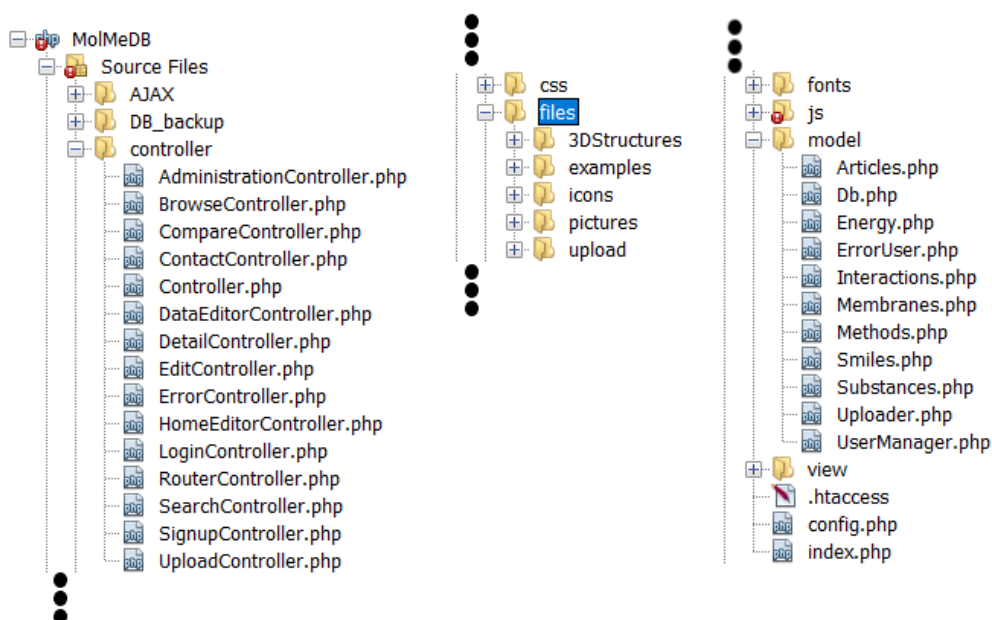 MolMeDB
Source Files
AJAX
DB_backup
controller
AdministrationController.php
BrowseController.php
CompareController.php
ContactController.php
Controller.php
DataEditorController.php
DetailController.php
EditController.php
ErrorController.php
HomeEditorController.php
LoginController.php
RouterController.php
SearchController.php
SignupController.php
UploadController.php
css
files
3DStructures
examples
icons
pictures
upload
fonts
js
model
Articles.php
Db.php
Energy.php
ErrorUser.php
Interactions.php
Membranes.php
Methods.php
Smiles.php
Substances.php
Uploader.php
UserManager.php
view
.htaccess
config.php
index.php